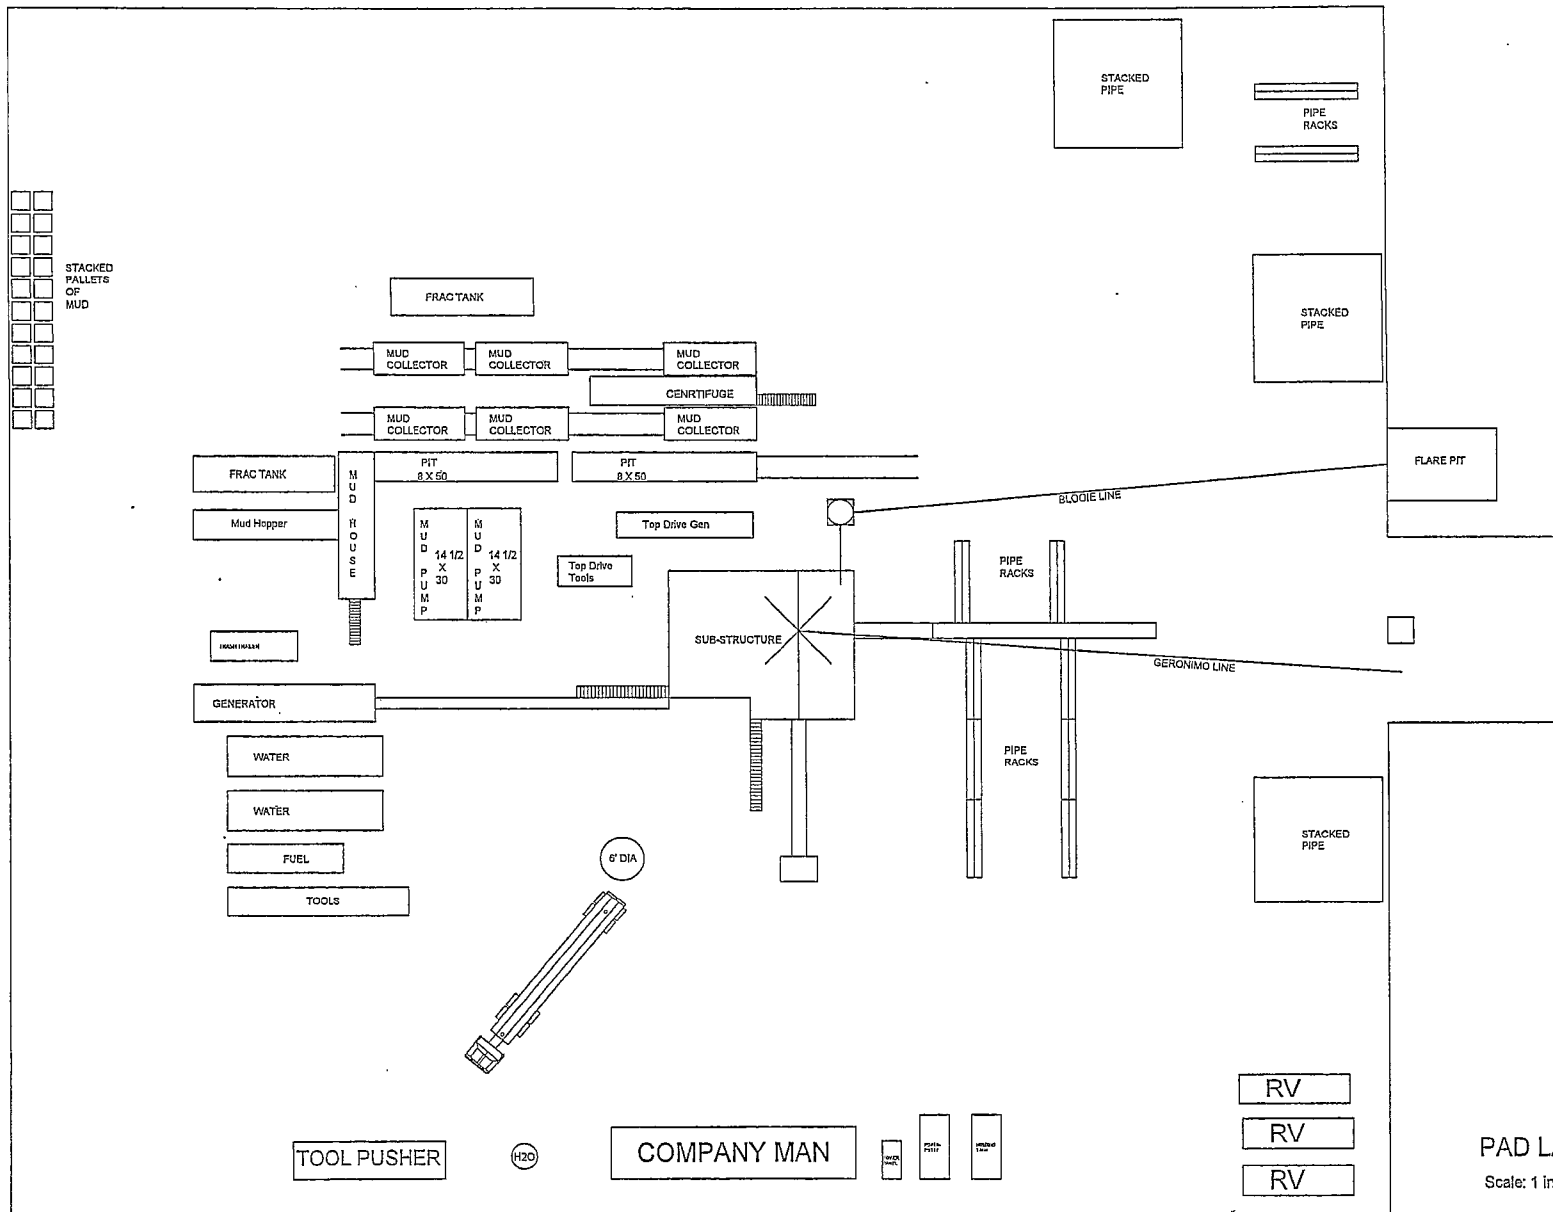 STACKED
PIPE
PIPE
RACKS
STACKED
PALLETS
OF
MUD
FRAC TANK
STACKED
PIPE
MUD
COLLECTOR
MUD
COLLECTOR
MUD
COLLECTOR
CENRTIFUGE
MUD
COLLECTOR
MUD
COLLECTOR
MUD
COLLECTOR
FRAC TANK
MUD HOUSE
PIT
8 X 50
PIT
8 X 50
FLARE PIT
BLOOIE LINE
Mud Hopper
MUD PUMP
14 1/2
X
30
MUD PUMP
14 1/2
X
30
Top Drive Gen
Top Drive
Tools
PIPE
RACKS
SUB-STRUCTURE
GERONIMO LINE
TRASH TRAILER
GENERATOR
WATER
PIPE
RACKS
WATER
STACKED
PIPE
FUEL
6' DIA
TOOLS
RV
RV
RV
TOOL PUSHER
H2O
COMPANY MAN
PAD L
Scale: 1 in